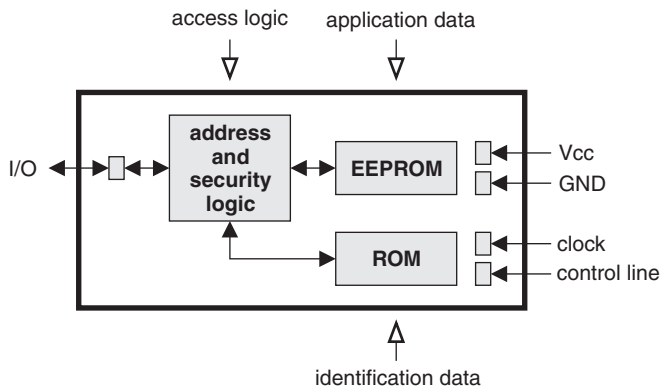 access logic
application data
address
and
security
logic
I/O
EEPROM
Vcc
GND
ROM
clock
control line
identification data